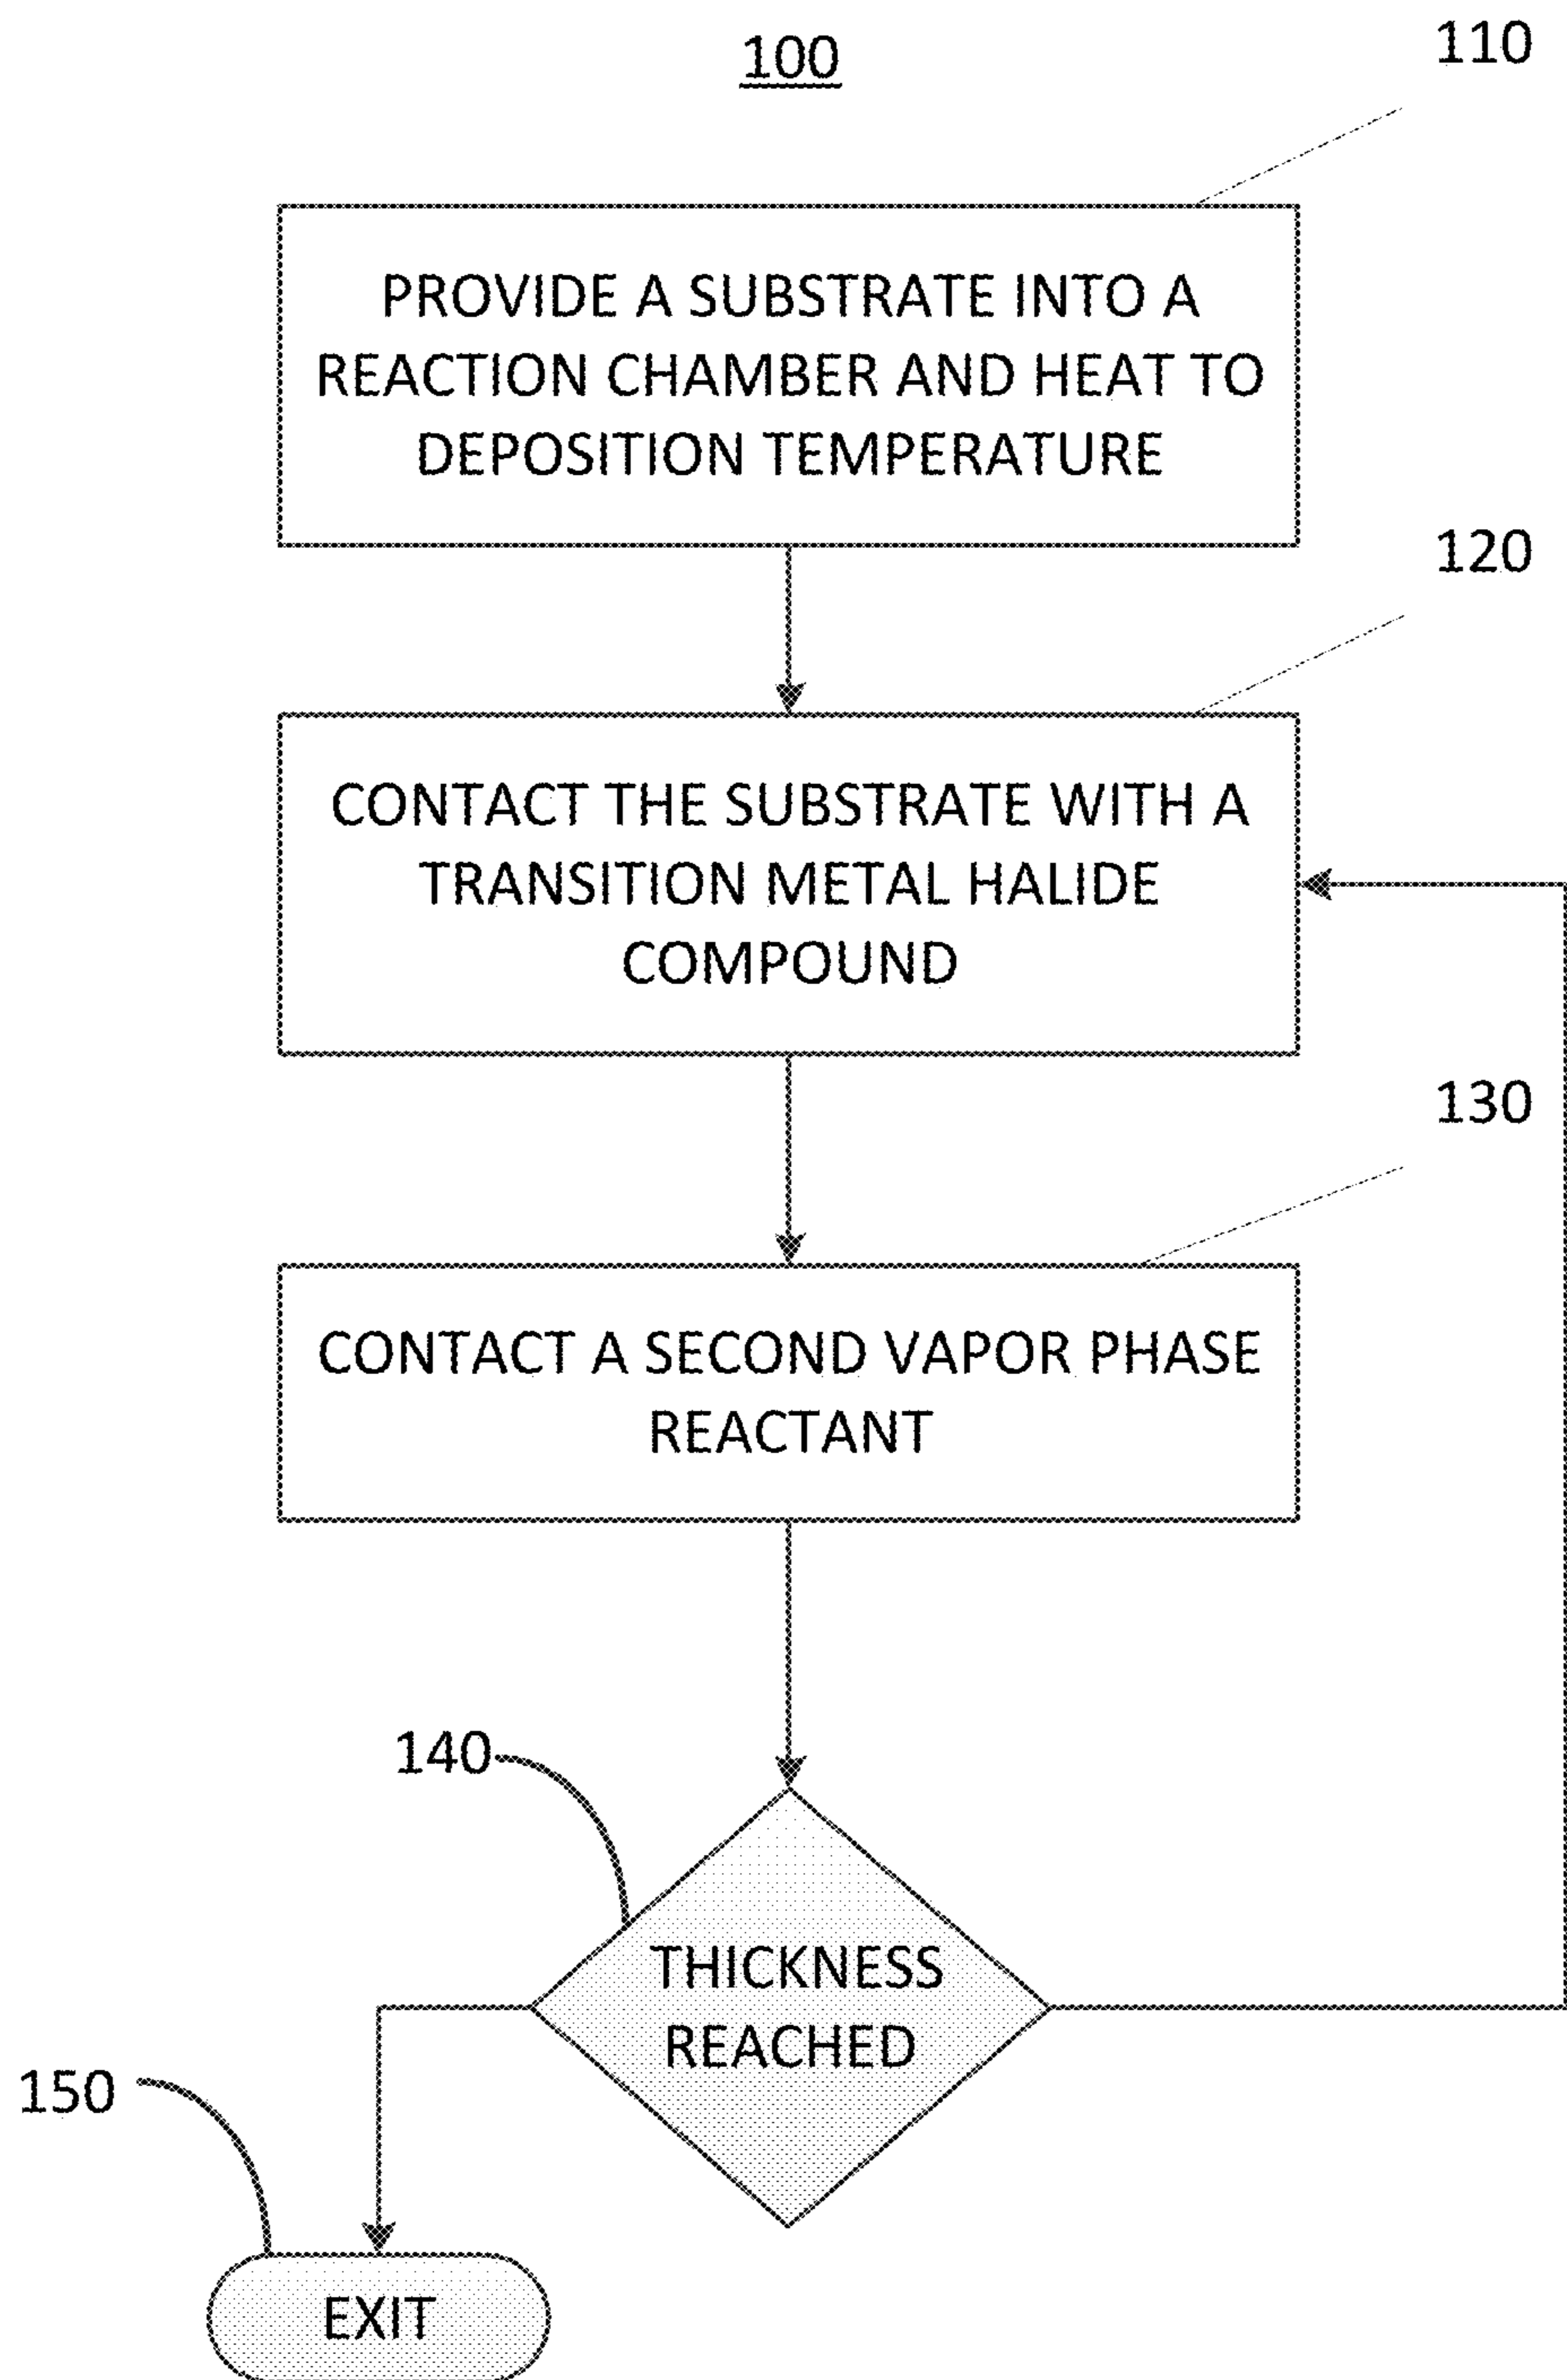 100
110
PROVIDE A SUBSTRATE INTO A
REACTION CHAMBER AND HEAT TO
DEPOSITION TEMPERATURE
120
CONTACT THE SUBSTRATE WITH A
TRANSITION METAL HALIDE
COMPOUND
130
CONTACT A SECOND VAPOR PHASE
REACTANT
140
THICKNESS
REACHED
150
EXIT